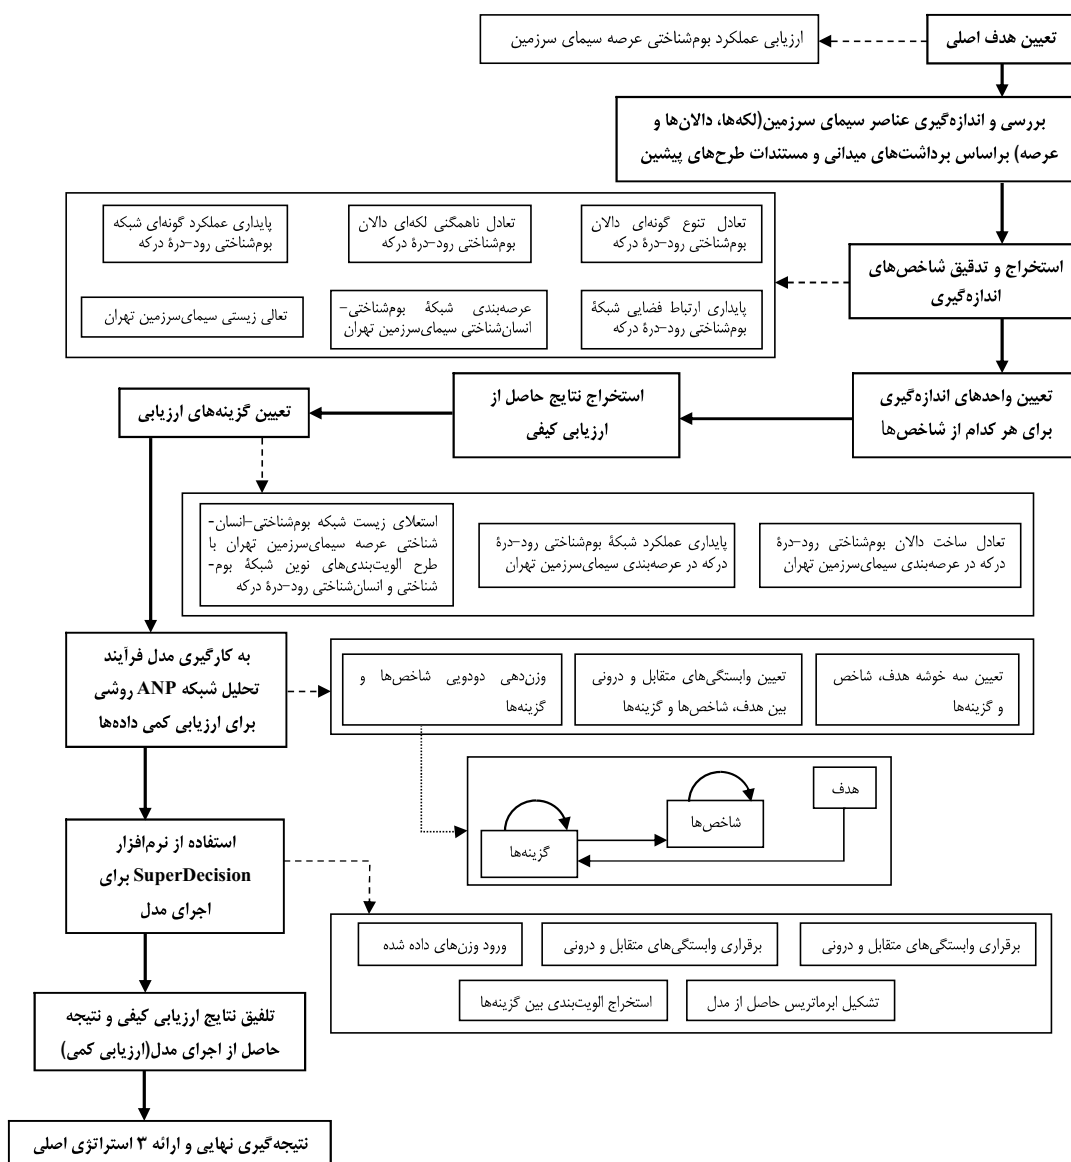 تعیین هدف اصلی
ارزیابی عملکرد بوم‌شناختی عرصه سیمای سرزمین
بررسی و اندازه‌گیری عناصر سیمای سرزمین(لکه‌ها، دالان‌ها و
عرصه) براساس برداشت‌های میدانی و مستندات طرح‌های پیشین
استخراج و تدقیق شاخص‌های
اندازه‌گیری
تعادل تنوع گونه‌ای دالان
بوم‌شناختی رود-درۀ درکه
تعادل ناهمگنی لکه‌ای دالان
بوم‌شناختی رود-درۀ درکه
پایداری عملکرد گونه‌ای شبکه
بوم‌شناختی رود-درۀ درکه
پایداری ارتباط فضایی شبکۀ
بوم‌شناختی رود-درۀ درکه
عرصه‌بندی شبکۀ بوم‌شناختی-
انسان‌شناختی سیمای‌سرزمین تهران
تعالی زیستی سیمای‌سرزمین تهران
تعیین واحدهای اندازه‌گیری
برای هر کدام از شاخص‌ها
استخراج نتایج حاصل از
ارزیابی کیفی
تعیین گزینه‌های ارزیابی
تعادل ساخت دالان بوم‌شناختی رود-درۀ
درکه در عرصه‌بندی سیمای‌سرزمین تهران
پایداری عملکرد شبکۀ بوم‌شناختی رود-درۀ
درکه در عرصه‌بندی سیمای‌سرزمین تهران
استعلای زیست شبکه بوم‌شناختی-انسان-
شناختی عرصه سیمای‌سرزمین تهران با
طرح الویت‌بندی‌های نوین شبکۀ بوم-
شناختی و انسان‌شناختی رود-درۀ درکه
به کارگیری مدل فرآیند
تحلیل شبکه ANP روشی
برای ارزیابی کمی داده‌ها
تعیین سه خوشه هدف، شاخص
و گزینه‌ها
تعیین وابستگی‌های متقابل و درونی
بین هدف، شاخص‌ها و گزینه‌ها
وزن‌دهی دودویی شاخص‌ها و
گزینه‌ها
هدف
شاخص‌ها
گزینه‌ها
استفاده از نرم‌افزار
SuperDecision برای
اجرای مدل
برقراری وابستگی‌های متقابل و درونی
برقراری وابستگی‌های متقابل و درونی
ورود وزن‌های داده شده
تشکیل ابرماتریس حاصل از مدل
استخراج الویت‌بندی بین گزینه‌ها
تلفیق نتایج ارزیابی کیفی و نتیجه
حاصل از اجرای مدل(ارزیابی کمی)
نتیجه‌گیری نهایی و ارائه ۳ استراتژی اصلی